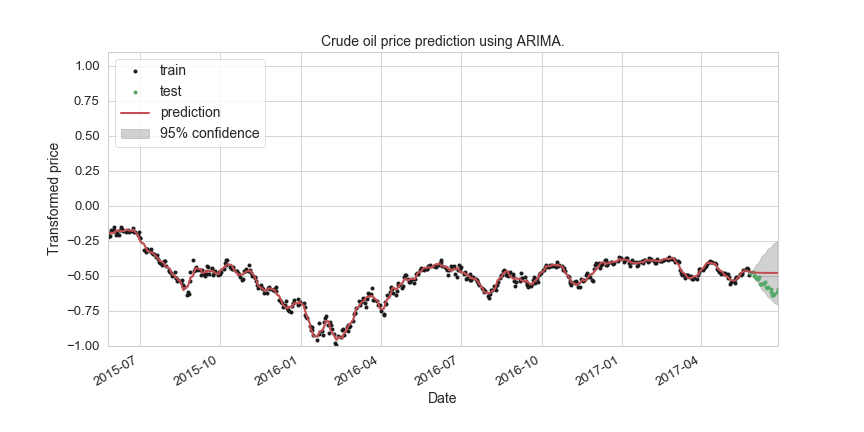 Crude oil price prediction using ARIMA.
train
test
prediction
95% confidence
1.00
0.75
0.50
0.25
0.00
−0.25
−0.50
−0.75
−1.00
Transformed price
2015-07
2015-10
2016-01
2016-04
2016-07
2016-10
2017-01
2017-04
Date